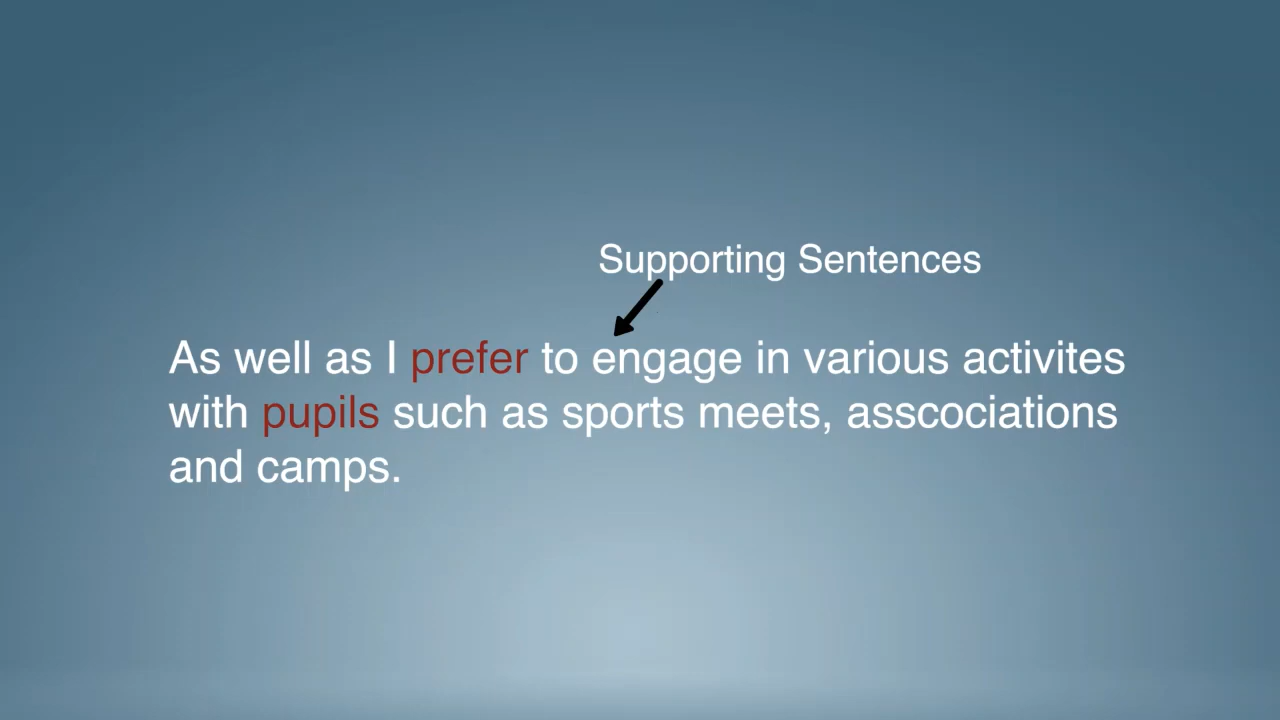 Supporting Sentences
As well as I prefer to engage in various activites
with pupils such as sports meets, asscociations
and camps.